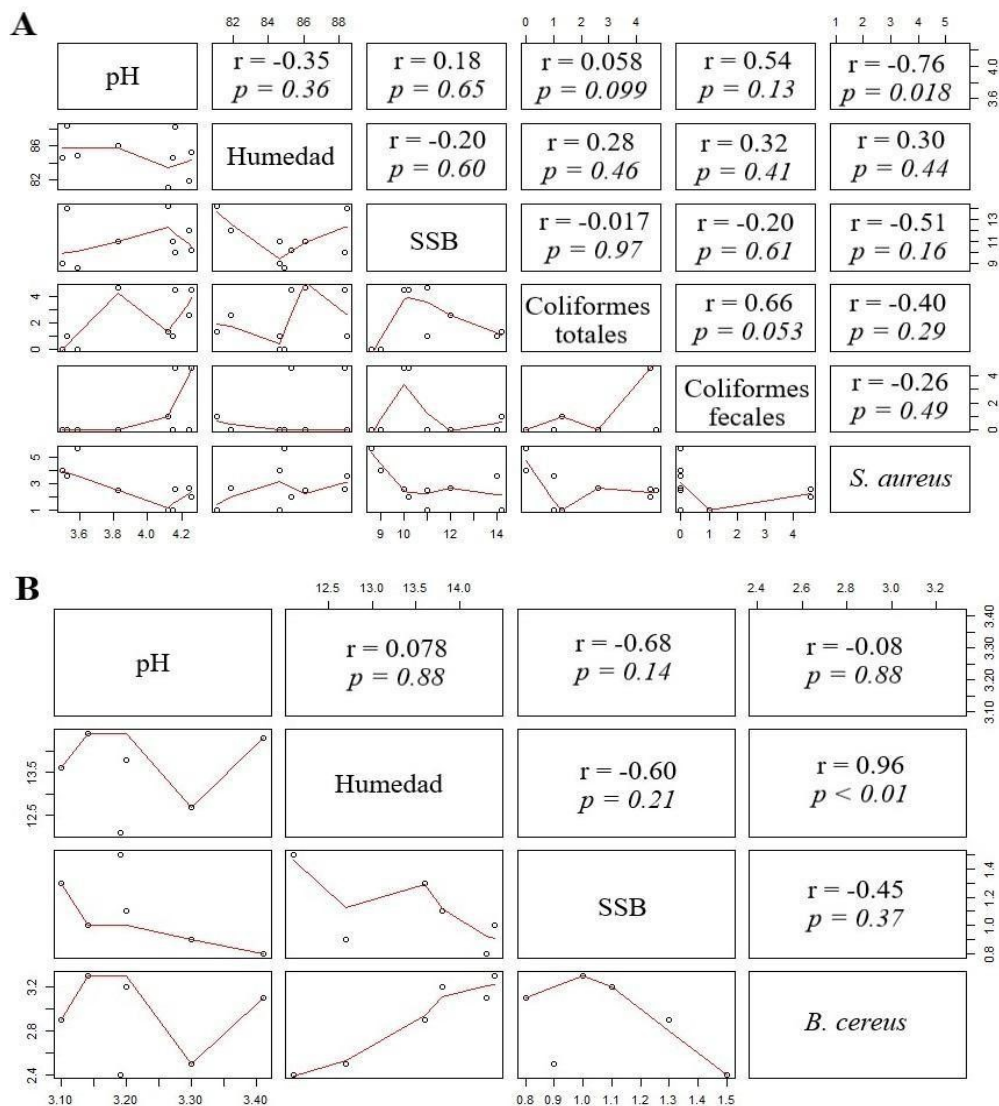 A
82 84 86 88 0 1 2 3 4 1 2 3 4 5
pH
r = -0.35
p = 0.36
r = 0.18
p = 0.65
r = 0.058
p = 0.099
r = 0.54
p = 0.13
r = -0.76
p = 0.018
3.6 4.0
82 86
Humedad
r = -0.20
p = 0.60
r = 0.28
p = 0.46
r = 0.32
p = 0.41
r = 0.30
p = 0.44
SSB
r = -0.017
p = 0.97
r = -0.20
p = 0.61
r = -0.51
p = 0.16
9 11 13
0 2 4
Coliformes
totales
r = 0.66
p = 0.053
r = -0.40
p = 0.29
Coliformes
fecales
r = -0.26
p = 0.49
0 2 4
1 3 5
S. aureus
3.6 3.8 4.0 4.2 9 10 12 14 0 1 2 3 4
B
12.5 13.0 13.6 14.0 2.4 2.6 2.8 3.0 3.2
pH
r = 0.078
p = 0.88
r = -0.68
p = 0.14
r = -0.08
p = 0.88
3.10 3.20 3.30 3.40
12.5 13.5
Humedad
r = -0.60
p = 0.21
r = 0.96
p < 0.01
SSB
r = -0.45
p = 0.37
0.8 1.0 1.2 1.4
2.4 2.8 3.2
B. cereus
3.10 3.20 3.30 3.40 0.8 0.9 1.0 1.1 1.2 1.3 1.4 1.5